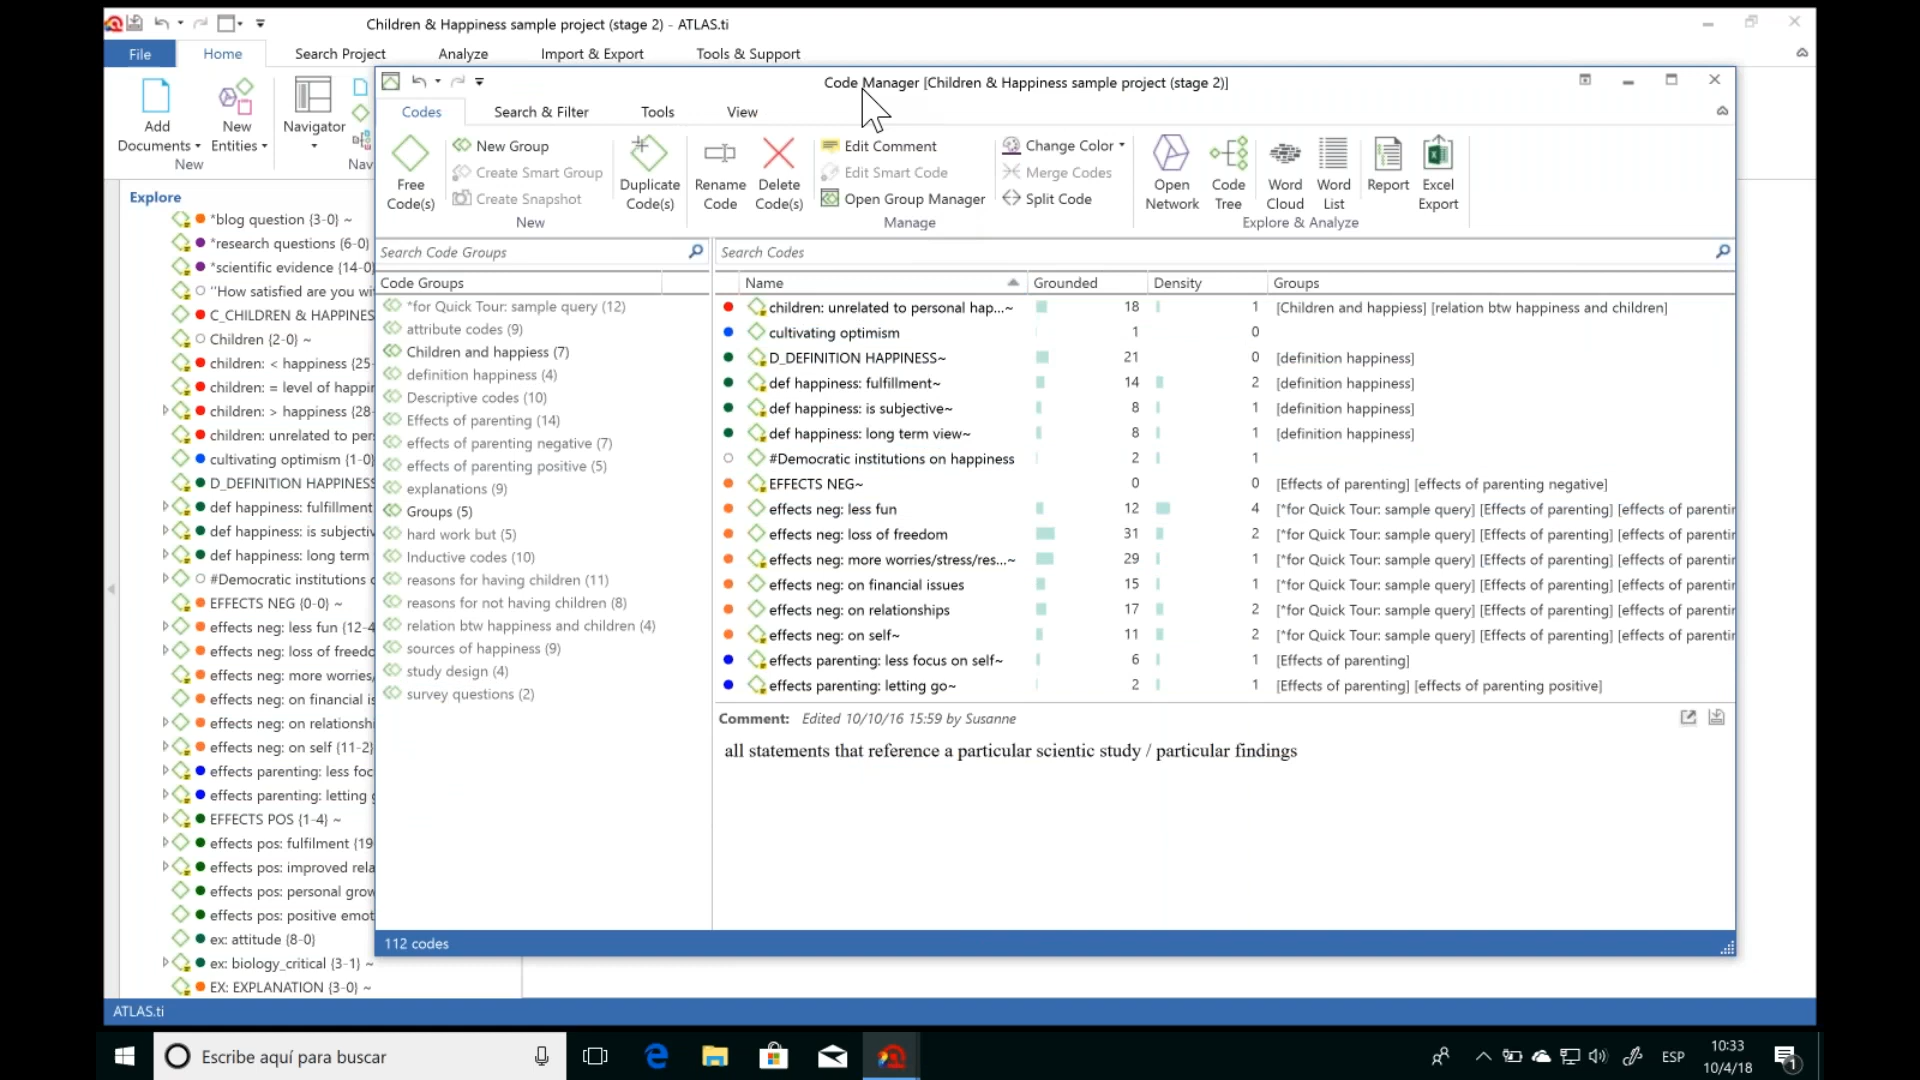 Children & Happiness sample project (stage 2) - ATLAS.ti
File Home Search Project Analyze Import & Export Tools & Support
Add Documents
New Entities
New
Navigator
Nav
Code Manager [Children & Happiness sample project (stage 2)]
Codes Search & Filter Tools View
Free Code(s)
New Group
Create Smart Group
Create Snapshot
Duplicate Code(s)
New
Rename Code
Delete Code(s)
Edit Comment
Edit Smart Code
Open Group Manager
Change Color
Merge Codes
Split Code
Manage
Open Network
Code Tree
Word Cloud
Word List
Report
Excel Export
Explore & Analyze
Explore
*blog question {3-0} ~
*research questions {6-0}
*scientific evidence {14-0}
"How satisfied are you wi
C_CHILDREN & HAPPINES
Children {2-0} ~
children: < happiness {25-
children: = level of happin
children: > happiness {28-
children: unrelated to pers
cultivating optimism {1-0}
D_DEFINITION HAPPINESS
def happiness: fulfillment
def happiness: is subjectiv
def happiness: long term
#Democratic institutions o
EFFECTS NEG {0-0} ~
effects neg: less fun {12-4
effects neg: loss of freedo
effects neg: more worries/
effects neg: on financial is
effects neg: on relationshi
effects neg: on self {11-2}
effects parenting: less foc
effects parenting: letting g
EFFECTS POS {1-4} ~
effects pos: fulfilment {19
effects pos: improved rela
effects pos: personal grow
effects pos: positive emot
ex: attitude {8-0}
ex: biology_critical {3-1} ~
EX: EXPLANATION {3-0} ~
Search Code Groups
Code Groups
*for Quick Tour: sample query (12)
attribute codes (9)
Children and happiess (7)
definition happiness (4)
Descriptive codes (10)
Effects of parenting (14)
effects of parenting negative (7)
effects of parenting positive (5)
explanations (9)
Groups (5)
hard work but (5)
Inductive codes (10)
reasons for having children (11)
reasons for not having children (8)
relation btw happiness and children (4)
sources of happiness (9)
study design (4)
survey questions (2)
Search Codes
Name Grounded Density Groups
children: unrelated to personal hap...~ 18 1 [Children and happiess] [relation btw happiness and children]
cultivating optimism 1 0
D_DEFINITION HAPPINESS~ 21 0 [definition happiness]
def happiness: fulfillment~ 14 2 [definition happiness]
def happiness: is subjective~ 8 1 [definition happiness]
def happiness: long term view~ 8 1 [definition happiness]
#Democratic institutions on happiness 2 1
EFFECTS NEG~ 0 0 [Effects of parenting] [effects of parenting negative]
effects neg: less fun 12 4 [*for Quick Tour: sample query] [Effects of parenting] [effects of parentir
effects neg: loss of freedom 31 2 [*for Quick Tour: sample query] [Effects of parenting] [effects of parentir
effects neg: more worries/stress/res...~ 29 1 [*for Quick Tour: sample query] [Effects of parenting] [effects of parentir
effects neg: on financial issues 15 1 [*for Quick Tour: sample query] [Effects of parenting] [effects of parentir
effects neg: on relationships 17 2 [*for Quick Tour: sample query] [Effects of parenting] [effects of parentir
effects neg: on self~ 11 2 [*for Quick Tour: sample query] [Effects of parenting] [effects of parentir
effects parenting: less focus on self~ 6 1 [Effects of parenting]
effects parenting: letting go~ 2 1 [Effects of parenting] [effects of parenting positive]
Comment: Edited 10/10/16 15:59 by Susanne
all statements that reference a particular scientic study / particular findings
112 codes
ATLAS.ti
Escribe aquí para buscar
ESP
10:33
10/4/18
1